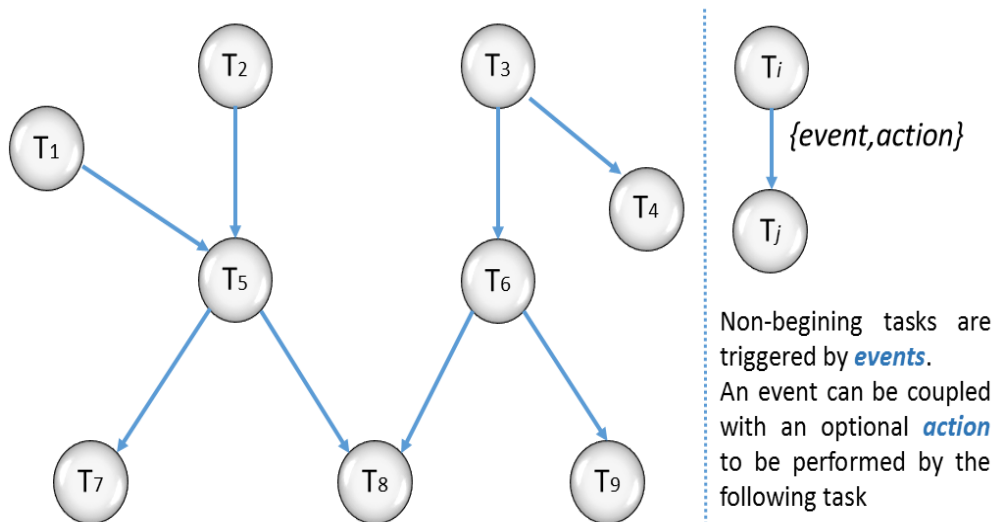 T2
T3
Ti
T1
{event,action}
T4
Tj
T5
T6
Non-begining tasks are
triggered by events.
An event can be coupled
with an optional action
to be performed by the
following task
T7
T8
T9